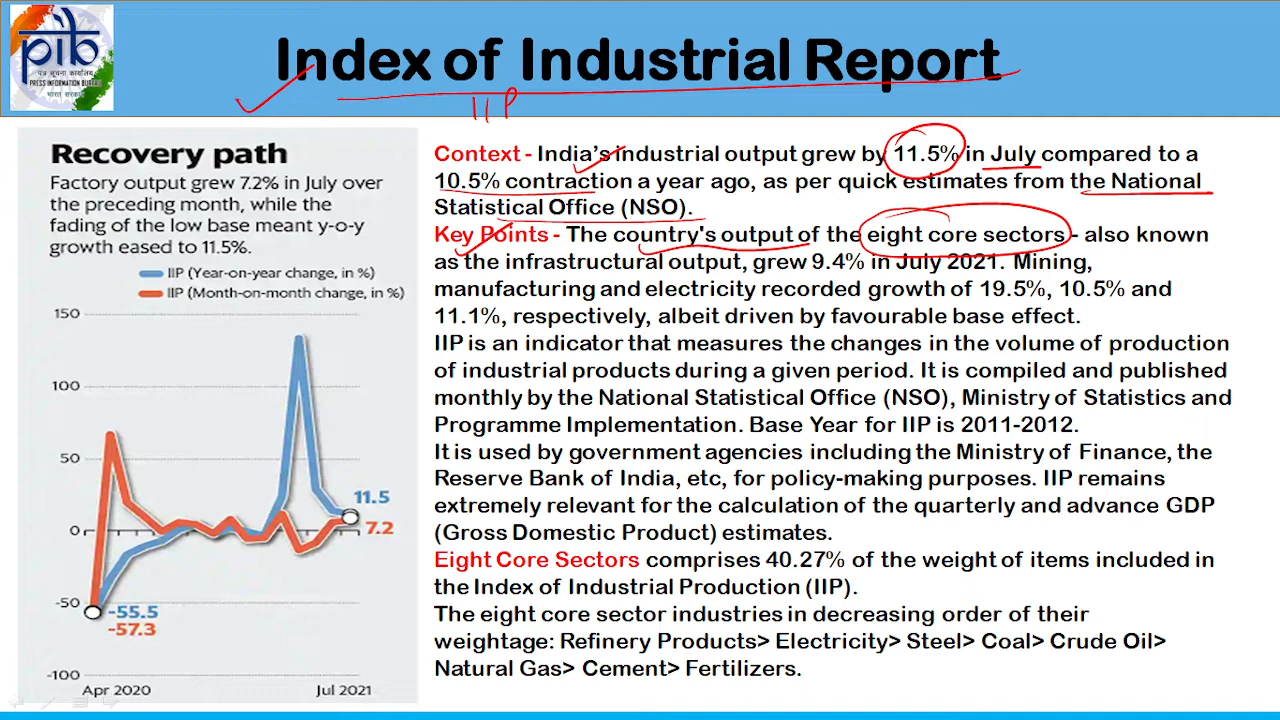 pib
पत्र सूचना कार्यालय
PRESS INFORMATION BUREAU
भारत सरकार
Index of Industrial Report
IIP
Recovery path
Factory output grew 7.2% in July over
the preceding month, while the
fading of the low base meant y-o-y
growth eased to 11.5%.
IIP (Year-on-year change, in %)
IIP (Month-on-month change, in %)
150
100
50
0
-50
-100
11.5
7.2
-55.5
-57.3
Apr 2020
Jul 2021
Context - India's industrial output grew by 11.5% in July compared to a
10.5% contraction a year ago, as per quick estimates from the National
Statistical Office (NSO).
Key Points - The country's output of the eight core sectors - also known
as the infrastructural output, grew 9.4% in July 2021. Mining,
manufacturing and electricity recorded growth of 19.5%, 10.5% and
11.1%, respectively, albeit driven by favourable base effect.
IIP is an indicator that measures the changes in the volume of production
of industrial products during a given period. It is compiled and published
monthly by the National Statistical Office (NSO), Ministry of Statistics and
Programme Implementation. Base Year for IIP is 2011-2012.
It is used by government agencies including the Ministry of Finance, the
Reserve Bank of India, etc, for policy-making purposes. IIP remains
extremely relevant for the calculation of the quarterly and advance GDP
(Gross Domestic Product) estimates.
Eight Core Sectors comprises 40.27% of the weight of items included in
the Index of Industrial Production (IIP).
The eight core sector industries in decreasing order of their
weightage: Refinery Products> Electricity> Steel> Coal> Crude Oil>
Natural Gas> Cement> Fertilizers.